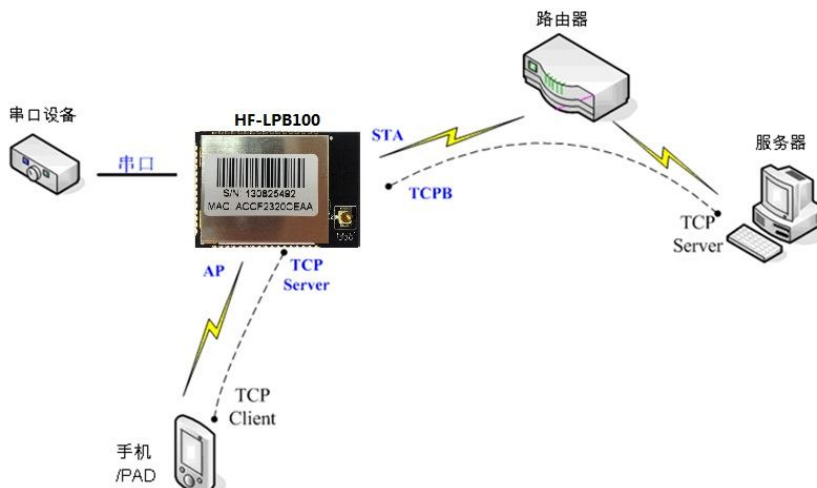 路由器
HF-LPB100
串口设备
STA
服务器
串口
TCPB
S/N 130825492
MAC ACCF2320CEAA
TCP
Server
AP
TCP
Server
TCP
Client
手机
/PAD